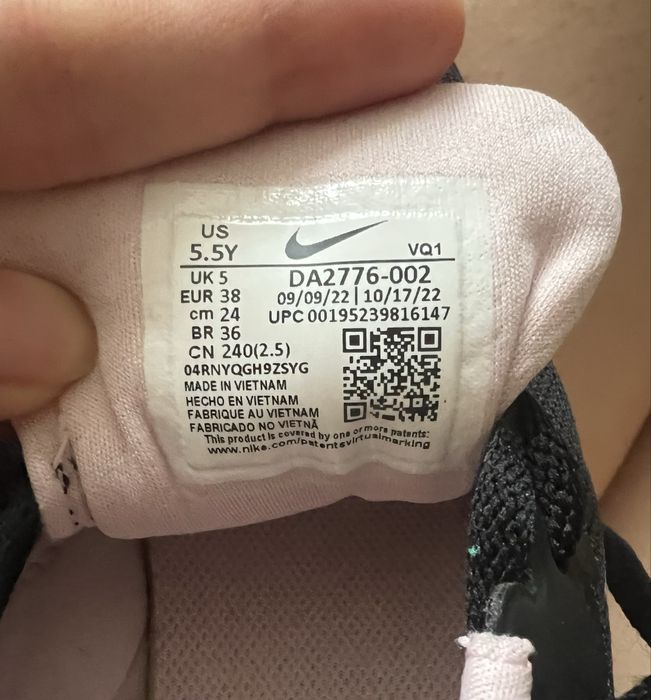 US
5.5Y
VQ1
UK 5
DA2776-002
EUR 38
09/09/22 | 10/17/22
cm 24
UPC 00195239816147
BR 36
CN 240(2.5)
04RNYQGH9ZSYG
MADE IN VIETNAM
HECHO EN VIETNAM
FABRIQUE AU VIETNAM
FABRICADO NO VIETNÃ
This product is covered by one or more patents:
www.nike.com/patentsvirtualmarking